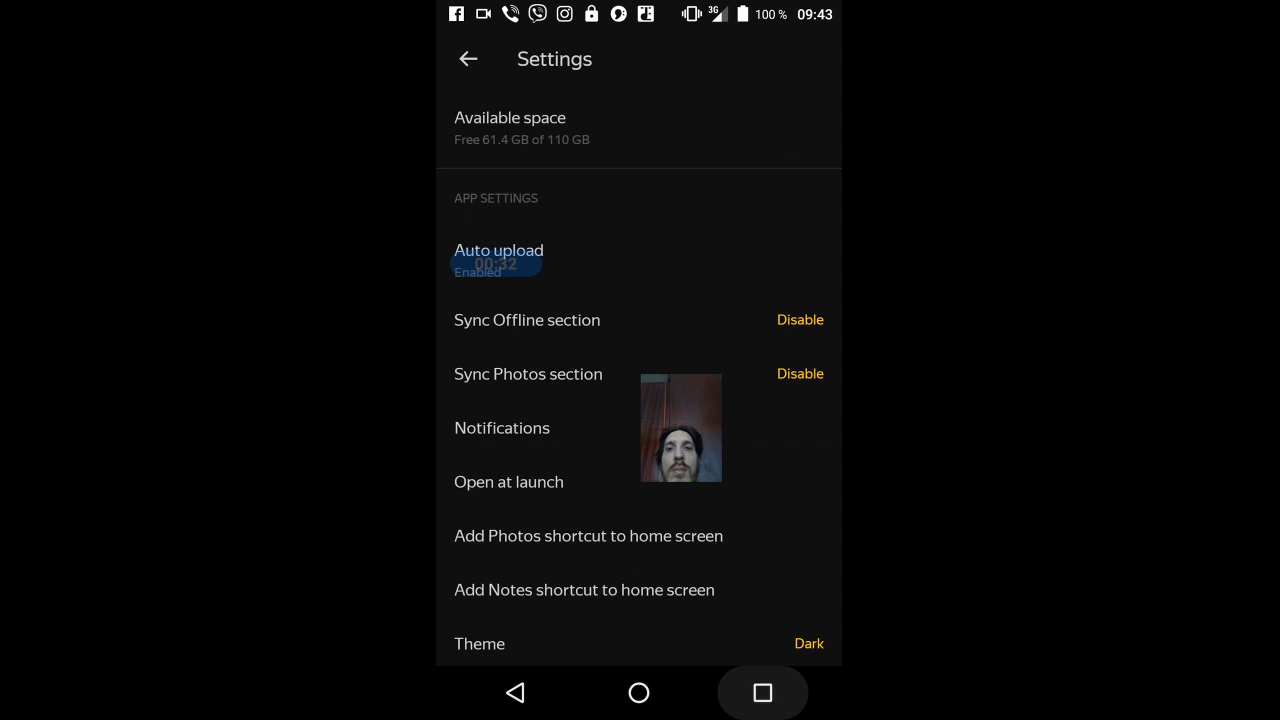 3G 100 % 09:43
Settings
Available space
Free 61.4 GB of 110 GB
APP SETTINGS
Auto upload
00:32
Enabled
Sync Offline section Disable
Sync Photos section Disable
Notifications
Open at launch
Add Photos shortcut to home screen
Add Notes shortcut to home screen
Theme Dark